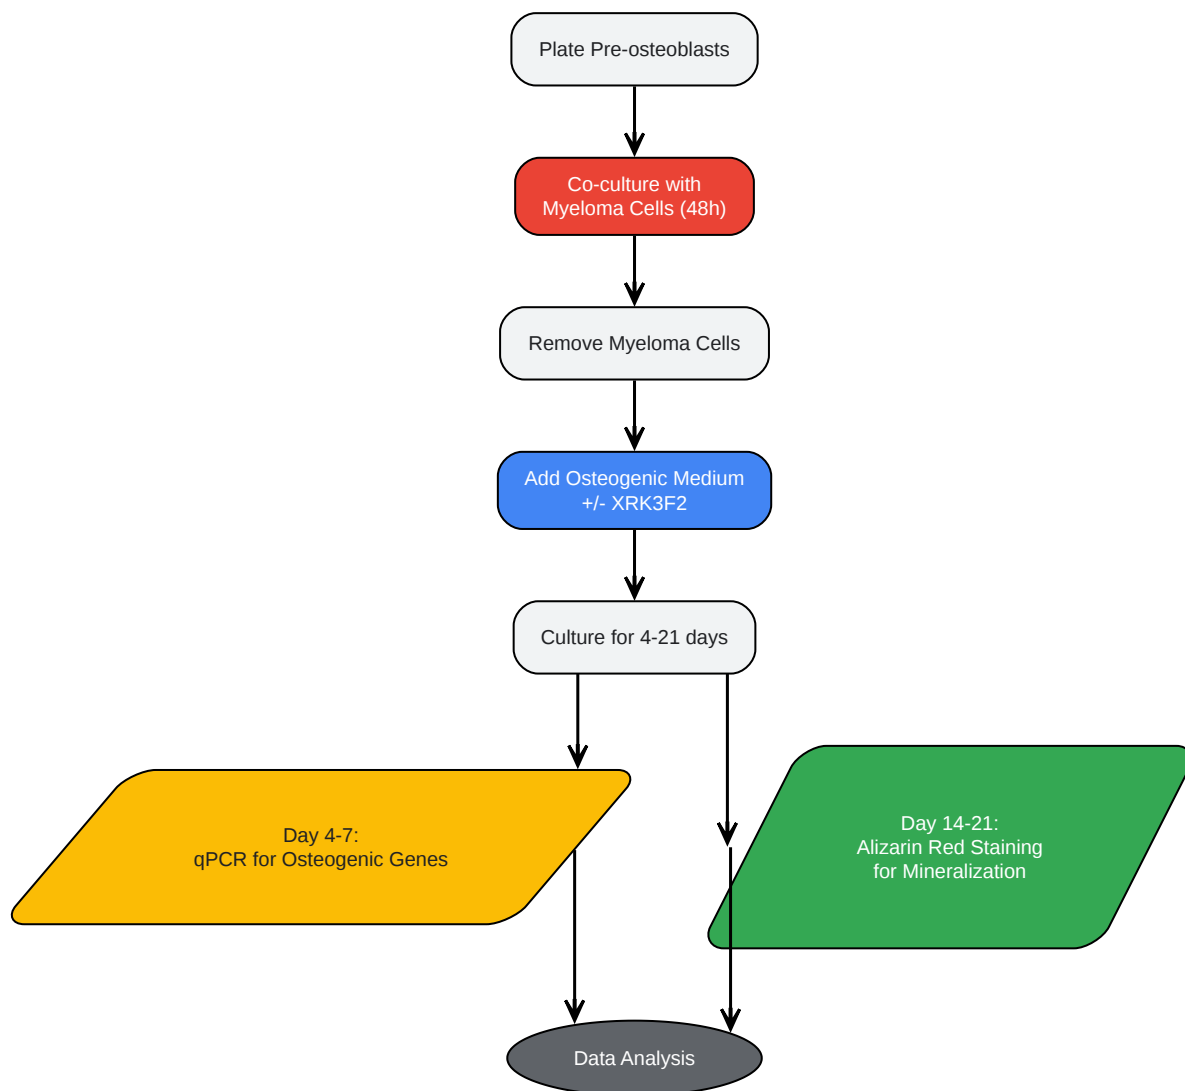 Plate Pre-osteoblasts
Co-culture with
Myeloma Cells (48h)
Remove Myeloma Cells
Add Osteogenic Medium
+/- XRK3F2
Culture for 4-21 days
Day 4-7:
qPCR for Osteogenic Genes
Day 14-21:
Alizarin Red Staining
for Mineralization
Data Analysis